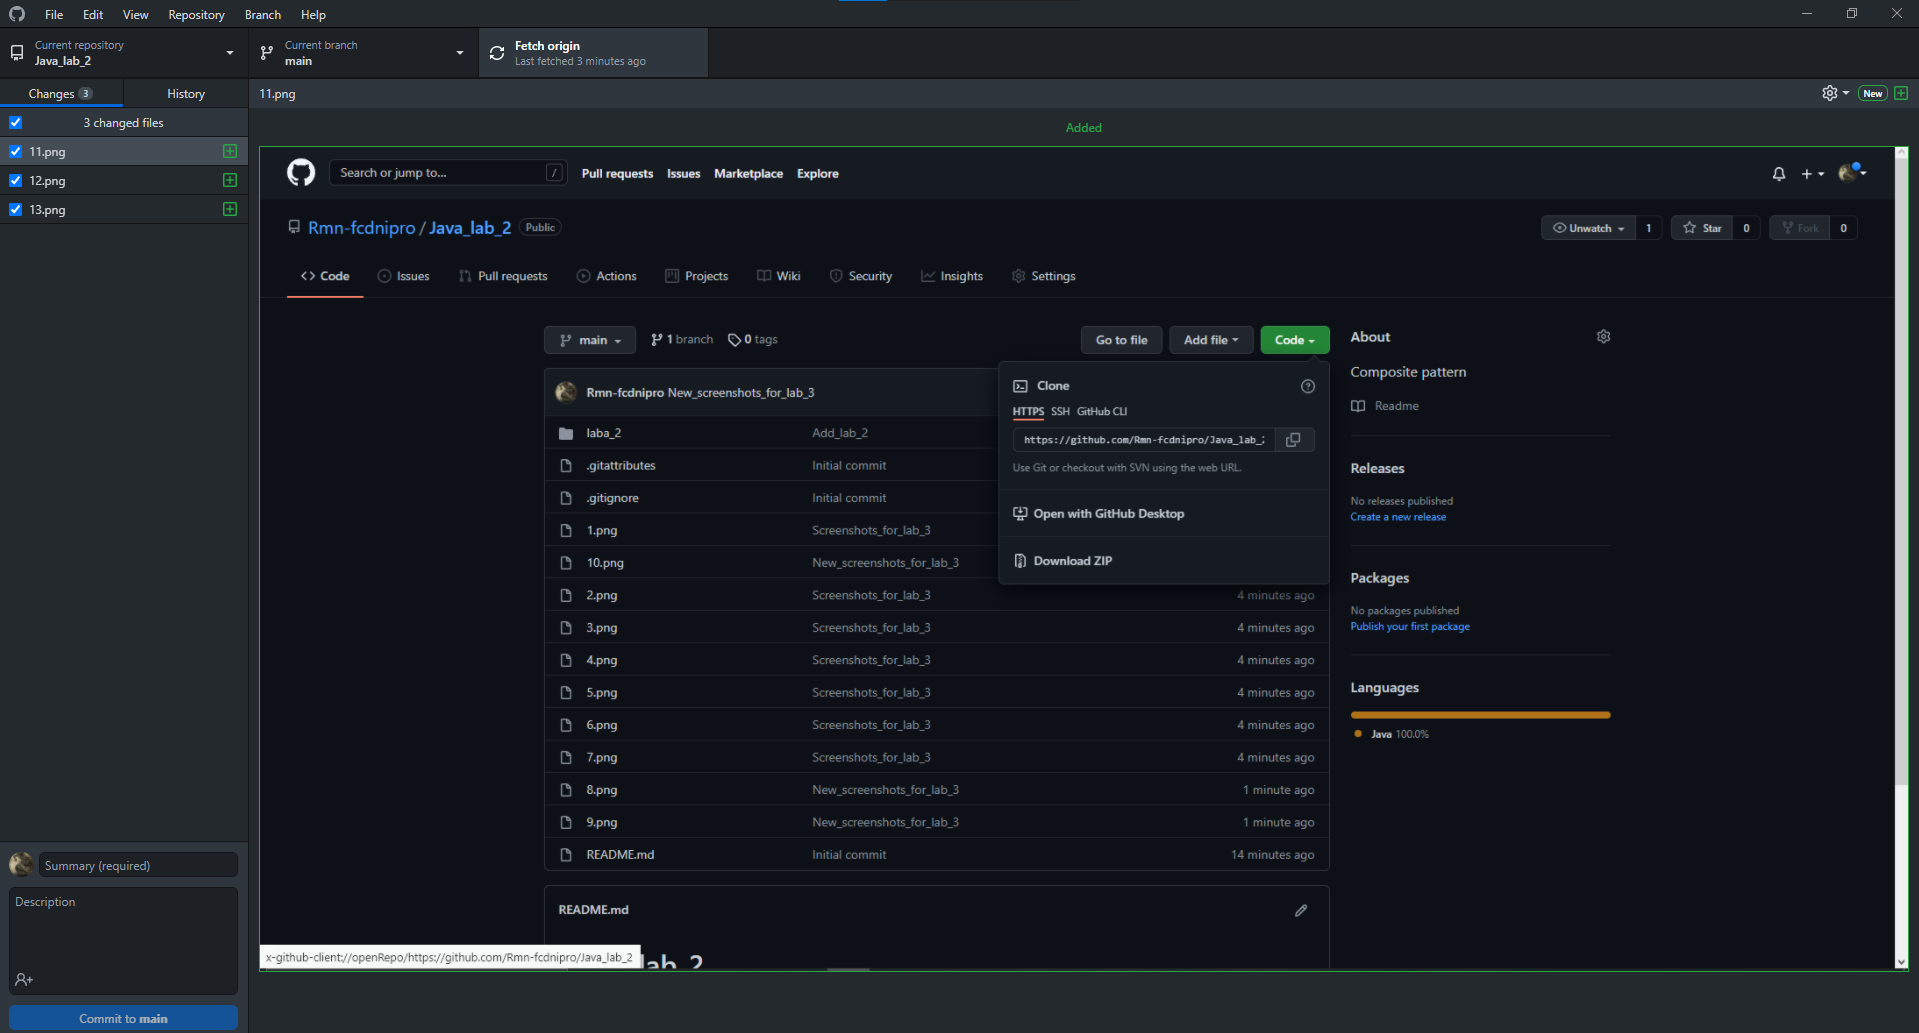 File Edit View Repository Branch Help
Current repository
Java_lab_2
Current branch
main
Fetch origin
Last fetched 3 minutes ago
Changes 3
History
11.png
New
3 changed files
11.png
12.png
13.png
Added
Search or jump to... /
Pull requests Issues Marketplace Explore
Rmn-fcdnipro / Java_lab_2 Public
Unwatch 1
Star 0
Fork 0
Code Issues Pull requests Actions Projects Wiki Security Insights Settings
main 1 branch 0 tags
Go to file Add file Code
Rmn-fcdnipro New_screenshots_for_lab_3
laba_2 Add_lab_2
.gitattributes Initial commit
.gitignore Initial commit
1.png Screenshots_for_lab_3
10.png New_screenshots_for_lab_3
2.png Screenshots_for_lab_3 4 minutes ago
3.png Screenshots_for_lab_3 4 minutes ago
4.png Screenshots_for_lab_3 4 minutes ago
5.png Screenshots_for_lab_3 4 minutes ago
6.png Screenshots_for_lab_3 4 minutes ago
7.png Screenshots_for_lab_3 4 minutes ago
8.png New_screenshots_for_lab_3 1 minute ago
9.png New_screenshots_for_lab_3 1 minute ago
README.md Initial commit 14 minutes ago
Clone
HTTPS SSH GitHub CLI
https://github.com/Rmn-fcdnipro/Java_lab_2
Use Git or checkout with SVN using the web URL.
Open with GitHub Desktop
Download ZIP
About
Composite pattern
Readme
Releases
No releases published
Create a new release
Packages
No packages published
Publish your first package
Languages
Java 100.0%
README.md
lab_2
x-github-client://openRepo/https://github.com/Rmn-fcdnipro/Java_lab_2
Summary (required)
Description
Commit to main